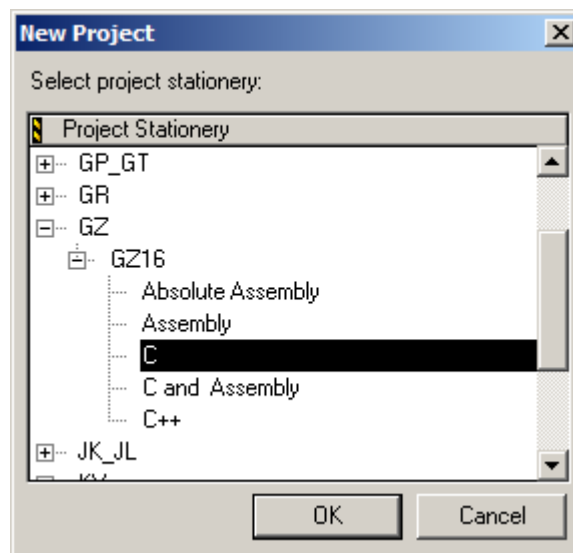 New Project
Select project stationery:
Project Stationery
GP_GT
GR
GZ
GZ16
Absolute Assembly
Assembly
C
C and Assembly
C++
JK_JL
OK
Cancel